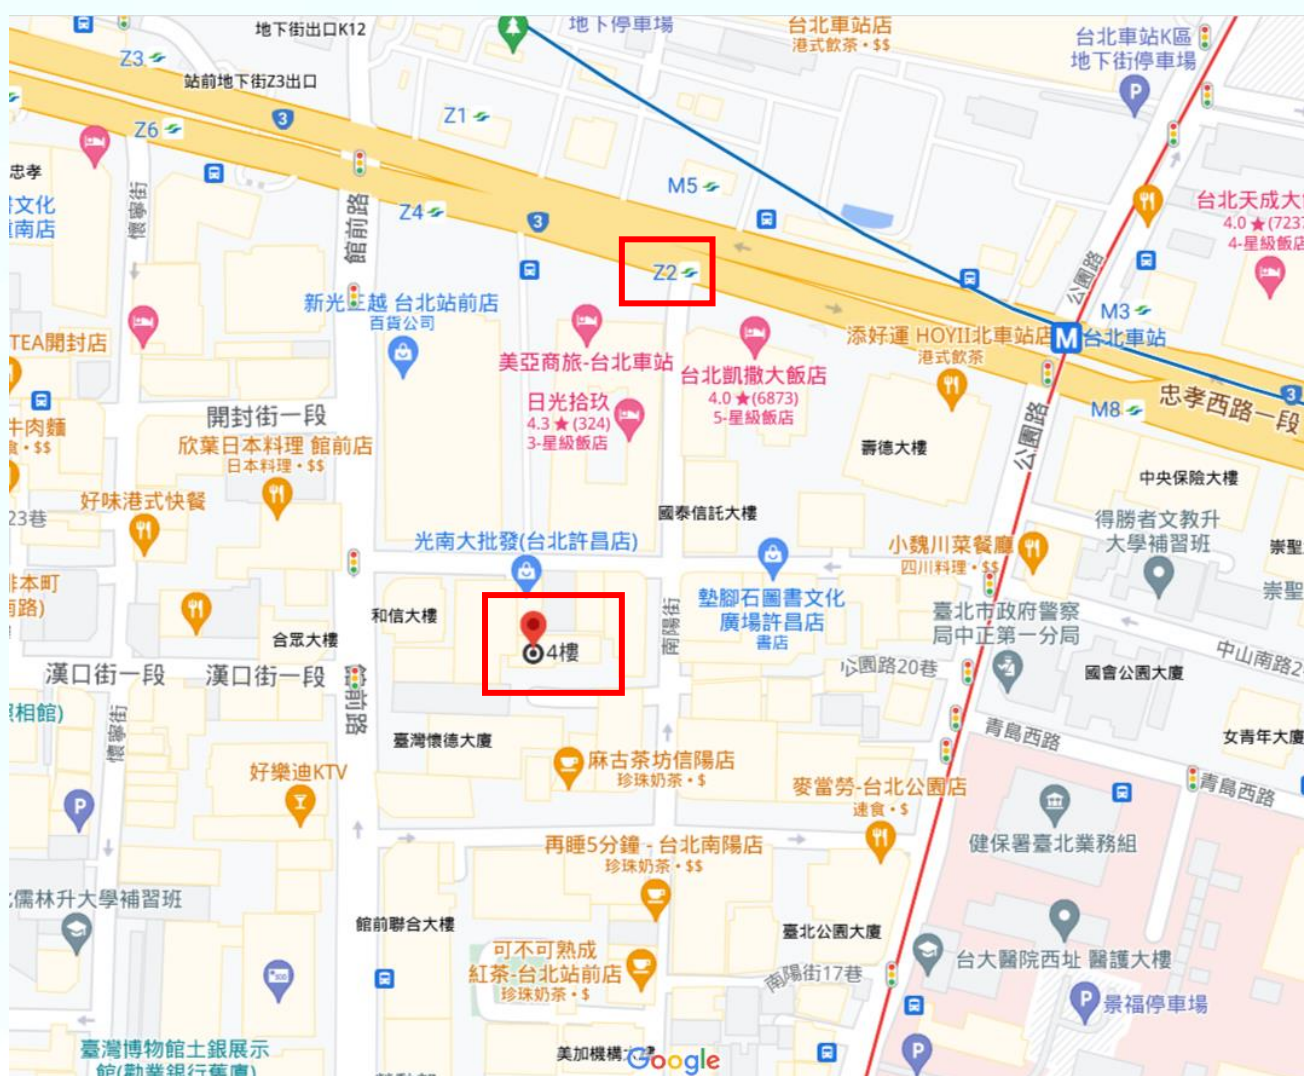 地下街出口K12
地下停車場
台北車站店
港式飲茶・$$
台北車站K區
地下街停車場
P
Z3
站前地下街Z3出口
3
Z6
Z1
忠孝
M5
Z4
3
Z2
館前路
懷寧街
公園路
台北天成大
4-星級飯店
M3
M
台北車站
新光三越 台北站前店
百貨公司
TEA開封店
美亞商旅-台北車站
台北凱撒大飯店
4.0★(6873)
5-星級飯店
添好運 HOYII北車站店
港式飲茶
日光拾玖
4.3★(324)
3-星級飯店
開封街一段
3
忠孝西路一段
M8
公園路
牛肉麵
食・$$
欣葉日本料理 館前店
日本料理・$$
壽德大樓
中央保險大樓
好味港式快餐
23巷
國泰信託大樓
得勝者文教升
大學補習班
光南大批發(台北許昌店)
小魏川菜餐廳
四川料理・$$
崇聖
崇聖
和信大樓
合眾大樓
4樓
南陽街
墊腳石圖書文化
廣場許昌店
書店
臺北市政府警察
局中正第一分局
漢口街一段
漢口街一段
館前路
公園路20巷
國會公園大廈
中山南路2
懷寧街
臺灣懷德大廈
青島西路
女青年大廈
好樂迪KTV
麻古茶坊信陽店
珍珠奶茶・$
麥當勞-台北公園店
速食・$
青島西路
P
健保署臺北業務組
再睡5分鐘 - 台北南陽店
珍珠奶茶・$$
儒林升大學補習班
館前聯合大樓
臺北公園大廈
可不可熟成
紅茶-台北站前店
珍珠奶茶・$
南陽街17巷
台大醫院西址 醫護大樓
P
景福停車場
臺灣博物館土銀展示
館(勸業銀行舊廈)
美加機構大樓
Google
P